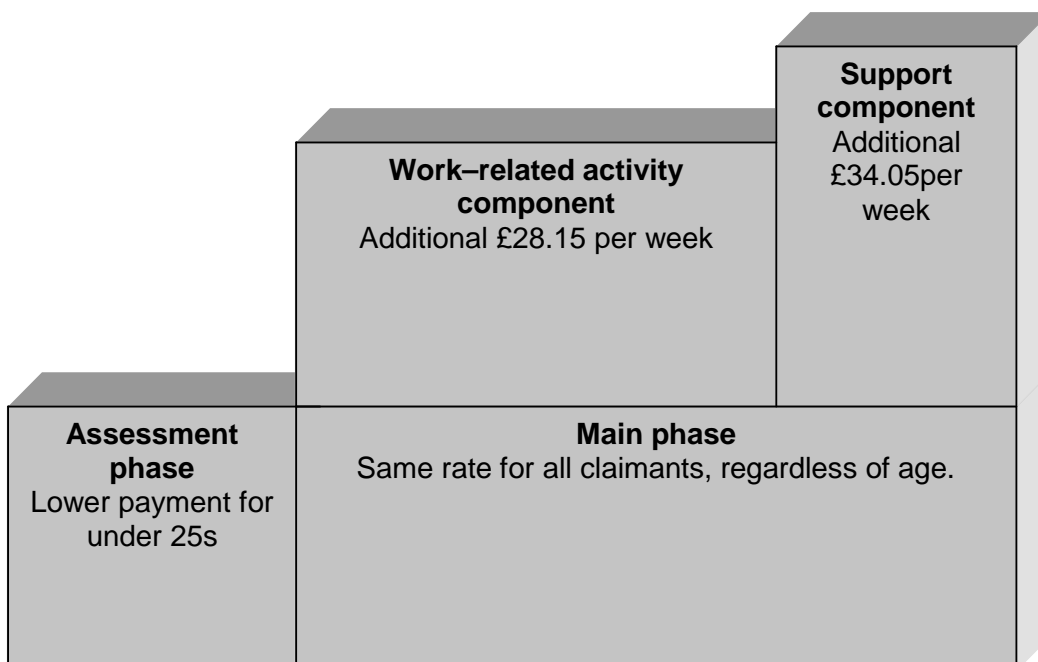 Support
component
Additional
£34.05per
week
Work–related activity
component
Additional £28.15 per week
Assessment
phase
Lower payment for
under 25s
Main phase
Same rate for all claimants, regardless of age.